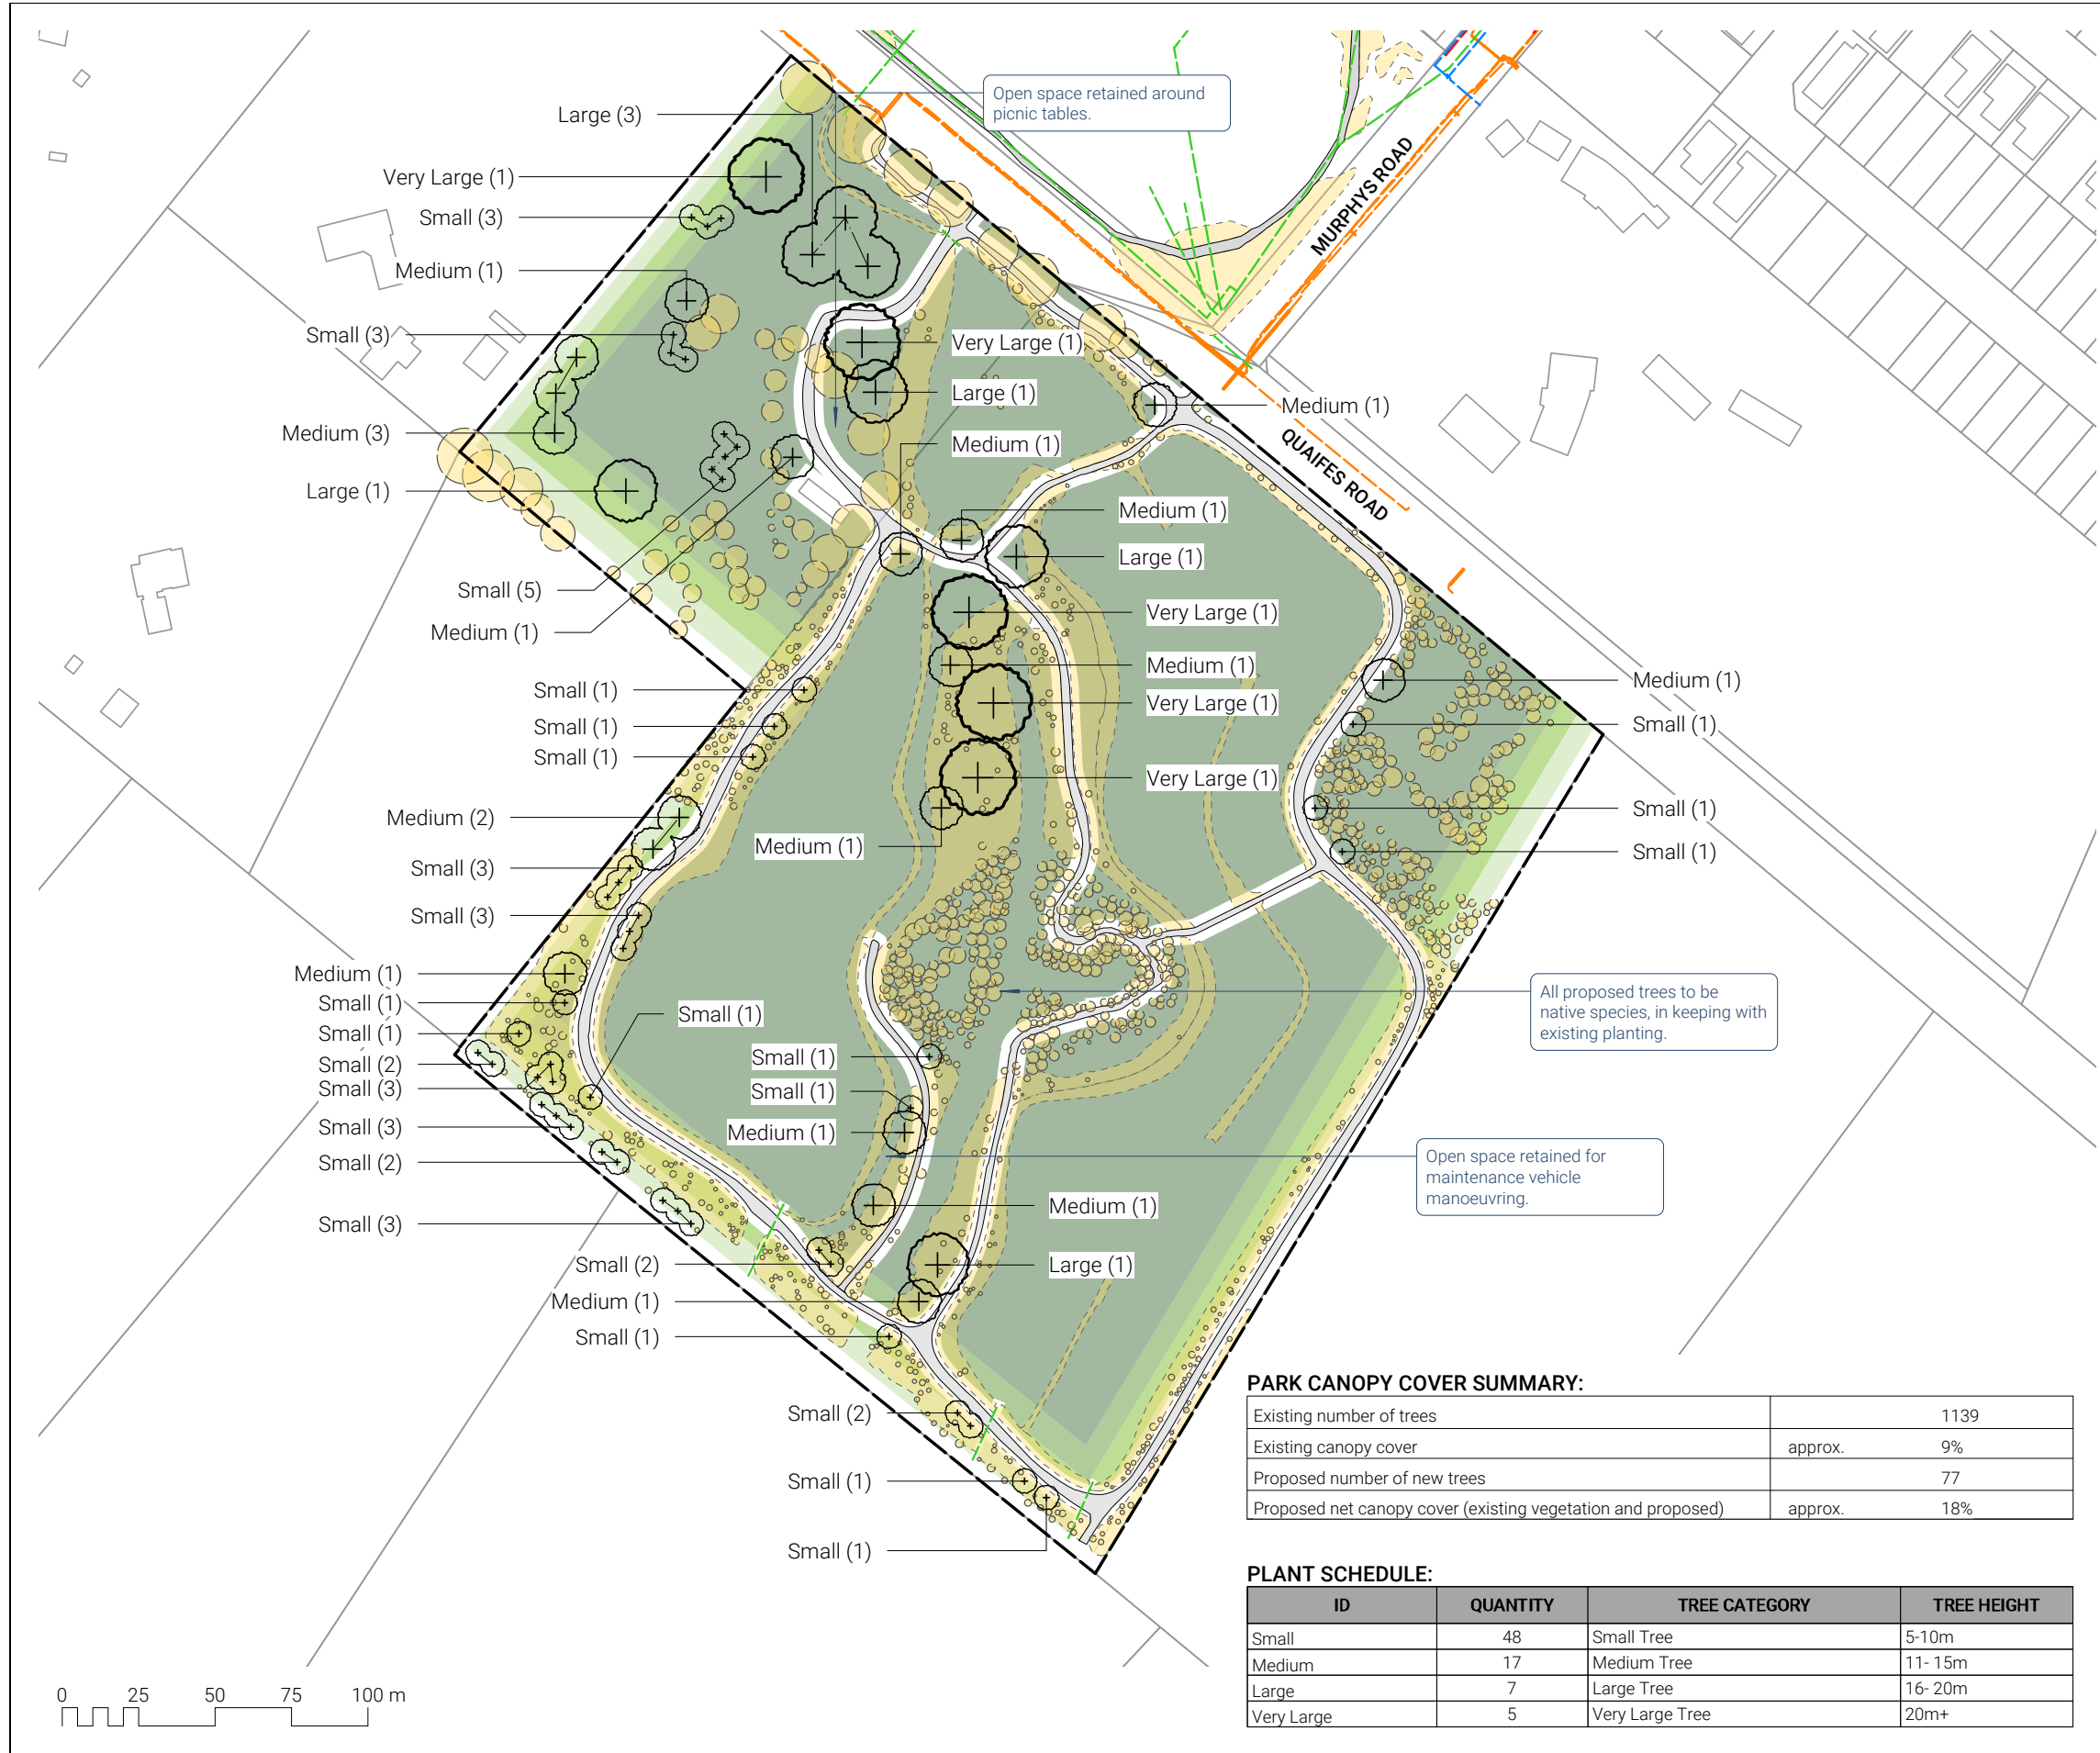 Open space retained around
picnic tables.
Large (3)
Very Large (1)
Small (3)
Medium (1)
Small (3)
Medium (3)
Large (1)
Small (5)
Medium (1)
MURPHYS ROAD
Very Large (1)
Large (1)
Medium (1)
Medium (1)
QUAIFES ROAD
Medium (1)
Large (1)
Very Large (1)
Medium (1)
Very Large (1)
Very Large (1)
Medium (1)
Small (1)
Small (1)
Small (1)
Medium (1)
Small (1)
Small (1)
Small (1)
Medium (2)
Small (3)
Small (3)
Medium (1)
Small (1)
Small (1)
Small (2)
Small (3)
Small (3)
Small (2)
Small (3)
Medium (1)
Small (1)
Small (1)
Small (1)
Medium (1)
All proposed trees to be
native species, in keeping with
existing planting.
Open space retained for
maintenance vehicle
manoeuvring.
Medium (1)
Large (1)
Small (2)
Medium (1)
Small (1)
Small (2)
Small (1)
Small (1)
PARK CANOPY COVER SUMMARY:
Existing number of trees 1139
Existing canopy cover approx. 9%
Proposed number of new trees 77
Proposed net canopy cover (existing vegetation and proposed) approx. 18%
PLANT SCHEDULE:
ID QUANTITY TREE CATEGORY TREE HEIGHT
Small 48 Small Tree 5-10m
Medium 17 Medium Tree 11- 15m
Large 7 Large Tree 16- 20m
Very Large 5 Very Large Tree 20m+
0 25 50 75 100 m